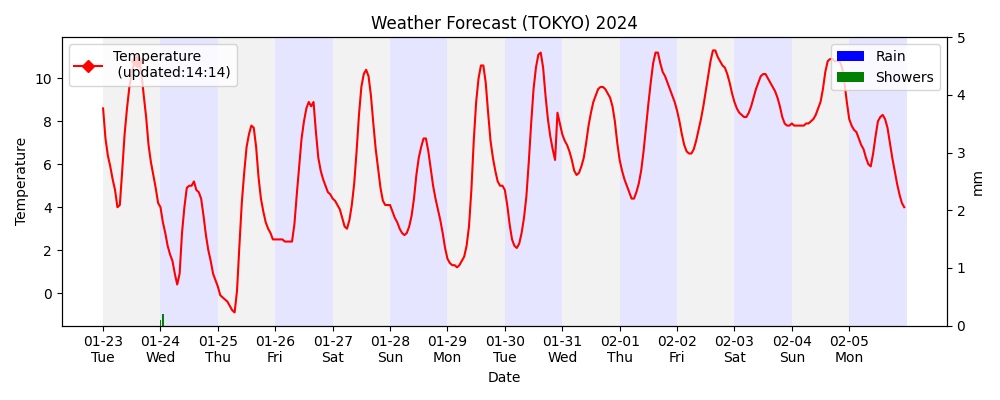 Weather Forecast (TOKYO) 2024
Temperature
(updated:14:14)
Rain
Showers
Temperature
10
8
6
4
2
0
5
4
3
2
1
0
mm
01-23 01-24 01-25 01-26 01-27 01-28 01-29 01-30 01-31 02-01 02-02 02-03 02-04 02-05
Tue Wed Thu Fri Sat Sun Mon Tue Wed Thu Fri Sat Sun Mon
Date